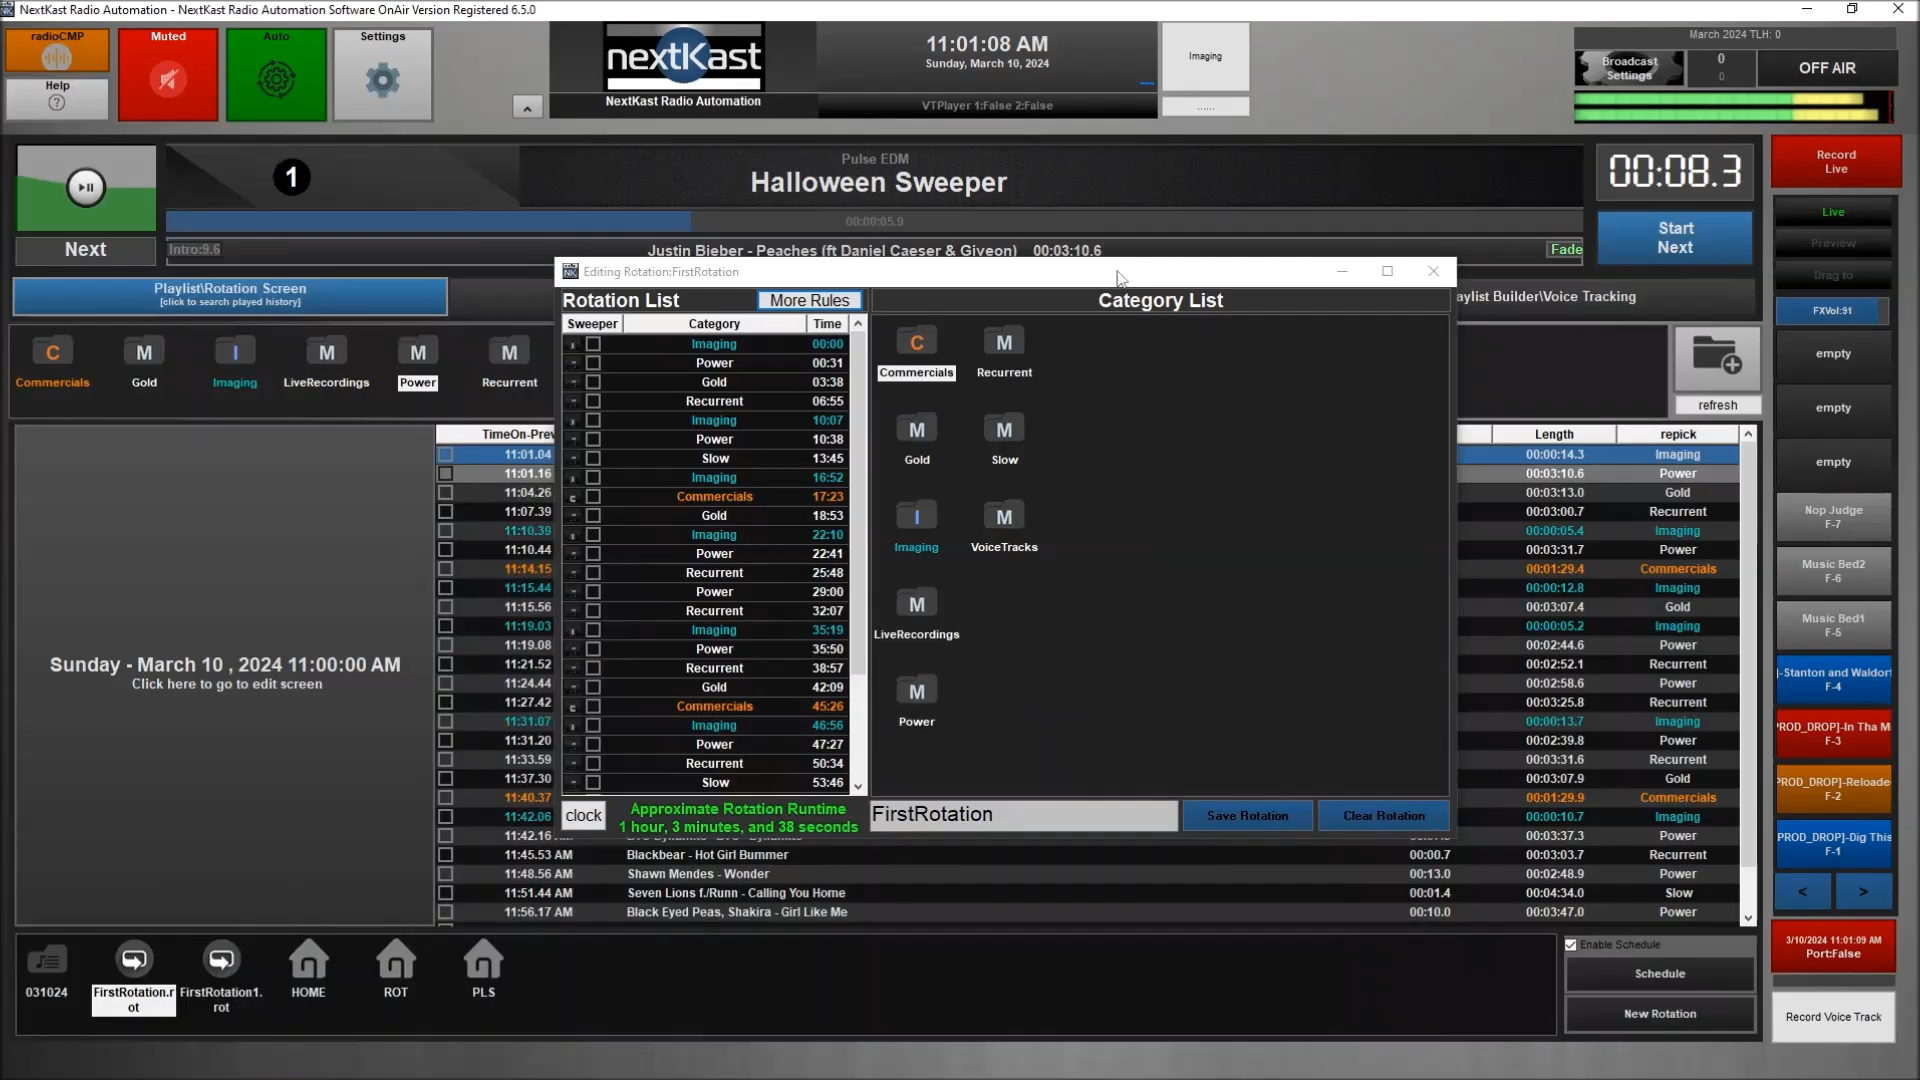 NextKast Radio Automation - NextKast Radio Automation Software OnAir Version Registered 6.5.0
radioCMP
Help
?
Muted
Auto
Settings
nextKast
NextKast Radio Automation
11:01:08 AM
Sunday, March 10, 2024
VTPlayer 1:False 2:False
Imaging
......
March 2024 TLH: 0
Broadcast
Settings
0
0
OFF AIR
1
Pulse EDM
Halloween Sweeper
00:08.3
Record
Live
00:00:05.9
Next
Intro:9.6
Justin Bieber - Peaches (ft Daniel Caeser & Giveon) 00:03:10.6
Fade
Start
Next
Live
Preview
Drag to
FXVol:91
Playlist\Rotation Screen
[click to search played history]
aylist Builder\Voice Tracking
C
Commercials
M
Gold
I
Imaging
M
LiveRecordings
M
Power
M
Recurrent
refresh
Editing Rotation:FirstRotation
Rotation List
More Rules
Category List
Sweeper Category Time
Imaging 00:00
Power 00:31
Gold 03:38
Recurrent 06:55
Imaging 10:07
Power 10:38
Slow 13:45
Imaging 16:52
Commercials 17:23
Gold 18:53
Imaging 22:10
Power 22:41
Recurrent 25:48
Power 29:00
Recurrent 32:07
Imaging 35:19
Power 35:50
Recurrent 38:57
Gold 42:09
Commercials 45:26
Imaging 46:56
Power 47:27
Recurrent 50:34
Slow 53:46
C
Commercials
M
Recurrent
M
Gold
M
Slow
I
Imaging
M
VoiceTracks
M
LiveRecordings
M
Power
clock
Approximate Rotation Runtime
1 hour, 3 minutes, and 38 seconds
FirstRotation
Save Rotation
Clear Rotation
Sunday - March 10 , 2024 11:00:00 AM
Click here to go to edit screen
TimeOn-Prev
Length
repick
11:01.04 00:00:14.3 Imaging
11:01.16 00:03:10.6 Power
11:04.26 00:03:13.0 Gold
11:07.39 00:03:00.7 Recurrent
11:10.39 00:00:05.4 Imaging
11:10.44 00:03:31.7 Power
11:14.15 00:01:29.4 Commercials
11:15.44 00:00:12.8 Imaging
11:15.56 00:03:07.4 Gold
11:19.03 00:00:05.2 Imaging
11:19.08 00:02:44.6 Power
11:21.52 00:02:52.1 Recurrent
11:24.44 00:02:58.6 Power
11:27.42 00:03:25.8 Recurrent
11:31.07 00:00:13.7 Imaging
11:31.20 00:02:39.8 Power
11:33.59 00:03:31.6 Recurrent
11:37.30 00:03:07.9 Gold
11:40.37 00:01:29.9 Commercials
11:42.06 00:00:10.7 Imaging
11:42.16 00:03:37.3 Power
11:45.53 AM Blackbear - Hot Girl Bummer 00:00.7 00:03:03.7 Recurrent
11:48.56 AM Shawn Mendes - Wonder 00:13.0 00:02:48.9 Power
11:51.44 AM Seven Lions f./Runn - Calling You Home 00:01.4 00:04:34.0 Slow
11:56.17 AM Black Eyed Peas, Shakira - Girl Like Me 00:10.0 00:03:47.0 Power
empty
empty
empty
Nop Judge
F-7
Music Bed2
F-6
Music Bed1
F-5
]-Stanton and Waldorf
F-4
PROD_DROP]-In Tha M
F-3
PROD_DROP]-Reloade
F-2
PROD_DROP]-Dig This
F-1
<
>
031024
FirstRotation.r
ot
FirstRotation1.
rot
HOME
ROT
PLS
Enable Schedule
Schedule
New Rotation
3/10/2024 11:01:09 AM
Port:False
Record Voice Track